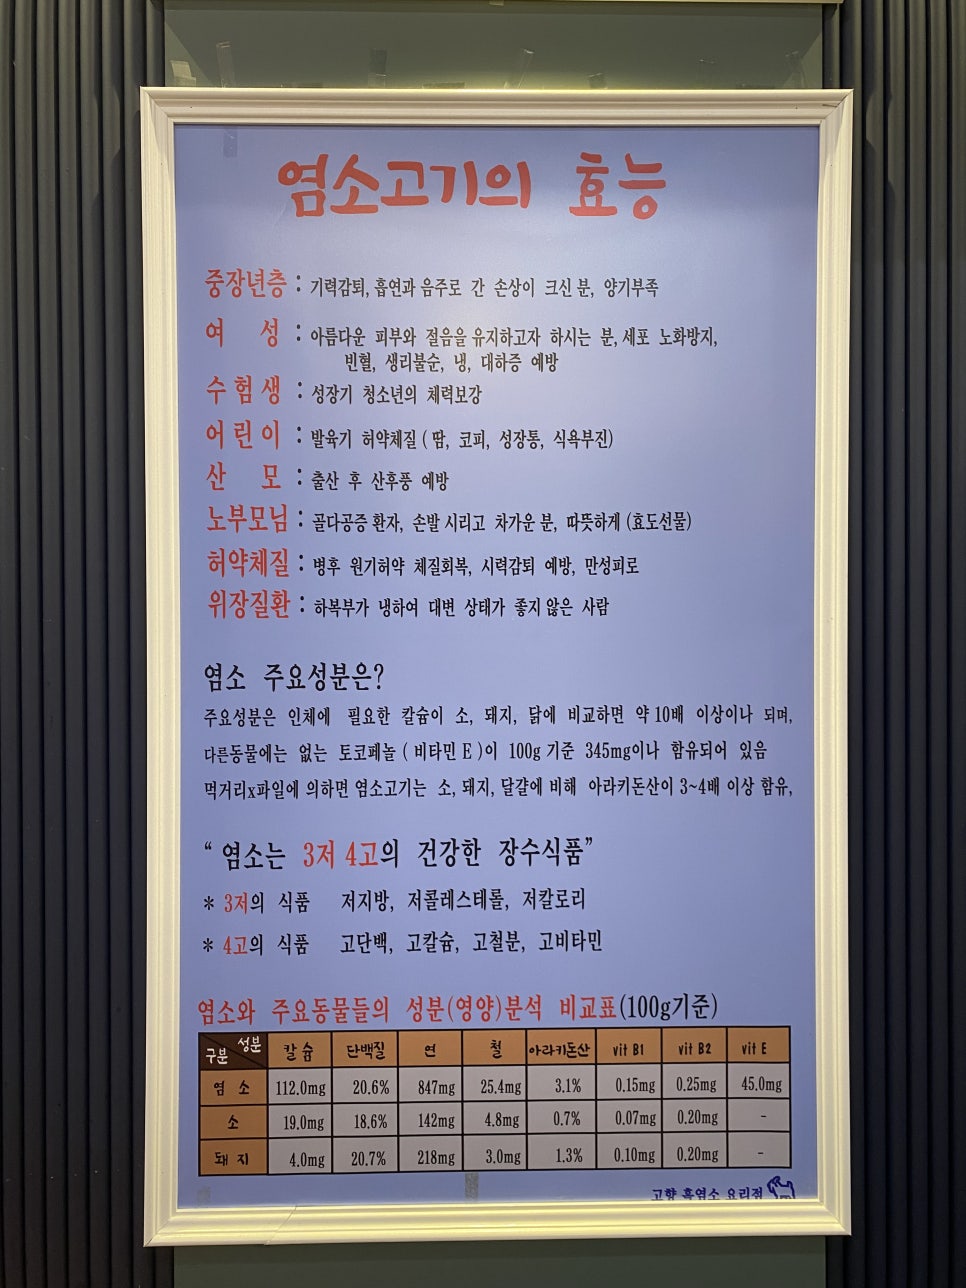 염소고기의 효능
중장년층 : 기력감퇴, 흡연과 음주로 간 손상이 크신 분, 양기부족
여 성 : 아름다운 피부와 젊음을 유지하고자 하시는 분, 세포 노화방지,
빈혈, 생리불순, 냉, 대하증 예방
수험생 : 성장기 청소년의 체력보강
어린이 : 발육기 허약체질 ( 땀, 코피, 성장통, 식욕부진)
산 모 : 출산 후 산후풍 예방
노부모님 : 골다공증 환자, 손발 시리고 차가운 분, 따뜻하게 (효도선물)
허약체질 : 병후 원기허약 체질회복, 시력감퇴 예방, 만성피로
위장질환 : 하복부가 냉하여 대변 상태가 좋지 않은 사람
염소 주요성분은?
주요성분은 인체에 필요한 칼슘이 소, 돼지, 닭에 비교하면 약 10배 이상이나 되며,
다른동물에는 없는 토코페놀 ( 비타민 E )이 100g 기준 345mg이나 함유되어 있음
먹거리x파일에 의하면 염소고기는 소, 돼지, 달걀에 비해 아라키돈산이 3~4배 이상 함유,
“ 염소는 3저 4고의 건강한 장수식품”
* 3저의 식품 저지방, 저콜레스테롤, 저칼로리
* 4고의 식품 고단백, 고칼슘, 고철분, 고비타민
염소와 주요동물들의 성분(영양)분석 비교표(100g기준)
구분 성분 칼슘 단백질 연 철 아라키돈산 vit B1 vit B2 vit E
염 소 112.0mg 20.6% 847mg 25.4mg 3.1% 0.15mg 0.25mg 45.0mg
소 19.0mg 18.6% 142mg 4.8mg 0.7% 0.07mg 0.20mg -
돼 지 4.0mg 20.7% 218mg 3.0mg 1.3% 0.10mg 0.20mg -
고향 흑염소 요리점